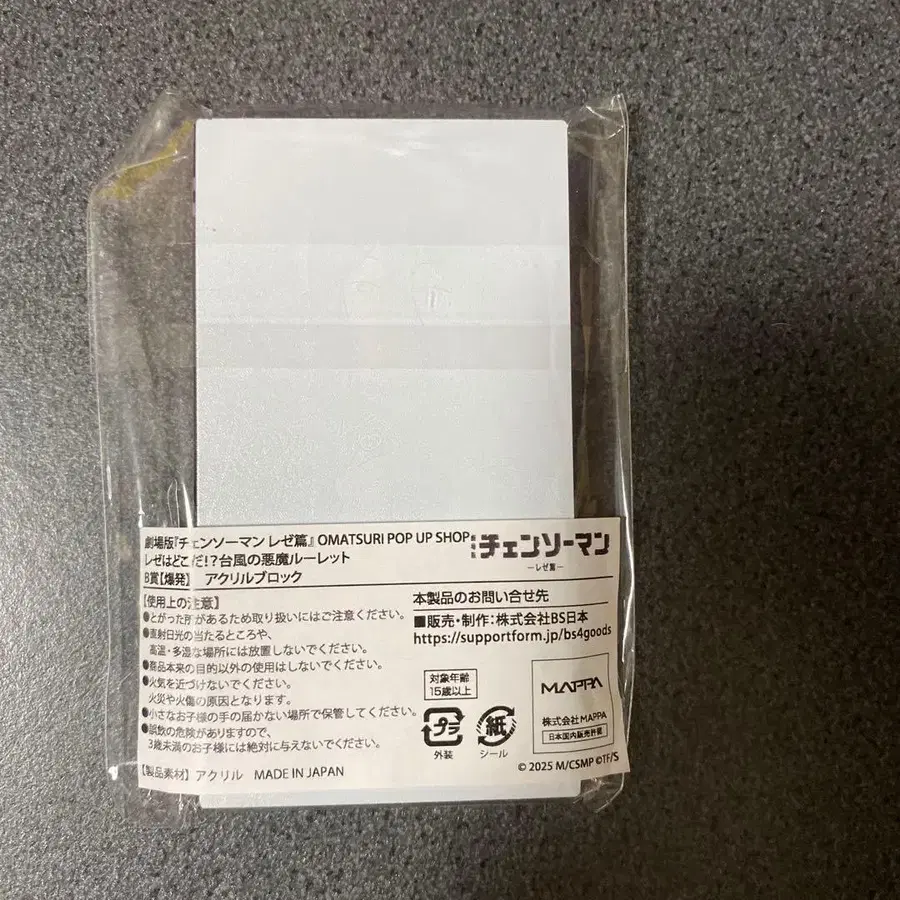 劇場版『チェンソーマン レゼ篇』OMATSURI POP UP SHOP
レゼはどこだ!?台風の悪魔ルーレット
B賞【爆発】 アクリルブロック
チェンソーマン
ーレゼ篇ー
【使用上の注意】
●とがった所があるため取り扱いにはご注意ください。
●直射日光の当たるところや、
高温・多湿な場所には放置しないでください。
●商品本来の目的以外の使用はしないでください。
●火気を近づけないでください。
火災や火傷の原因となります。
●小さなお子様の手の届かない場所で保管してください。
●誤飲の危険がありますので、
3歳未満のお子様には絶対に与えないでください。
【製品素材】アクリル MADE IN JAPAN
本製品のお問い合せ先
■販売・制作:株式会社BS日本
https://supportform.jp/bs4goods
対象年齢
15歳以上
プラ
外装
紙
シール
MAPPA
株式会社MAPPA
日本国内販売許諾
© 2025 M/CSMP ©TF/S